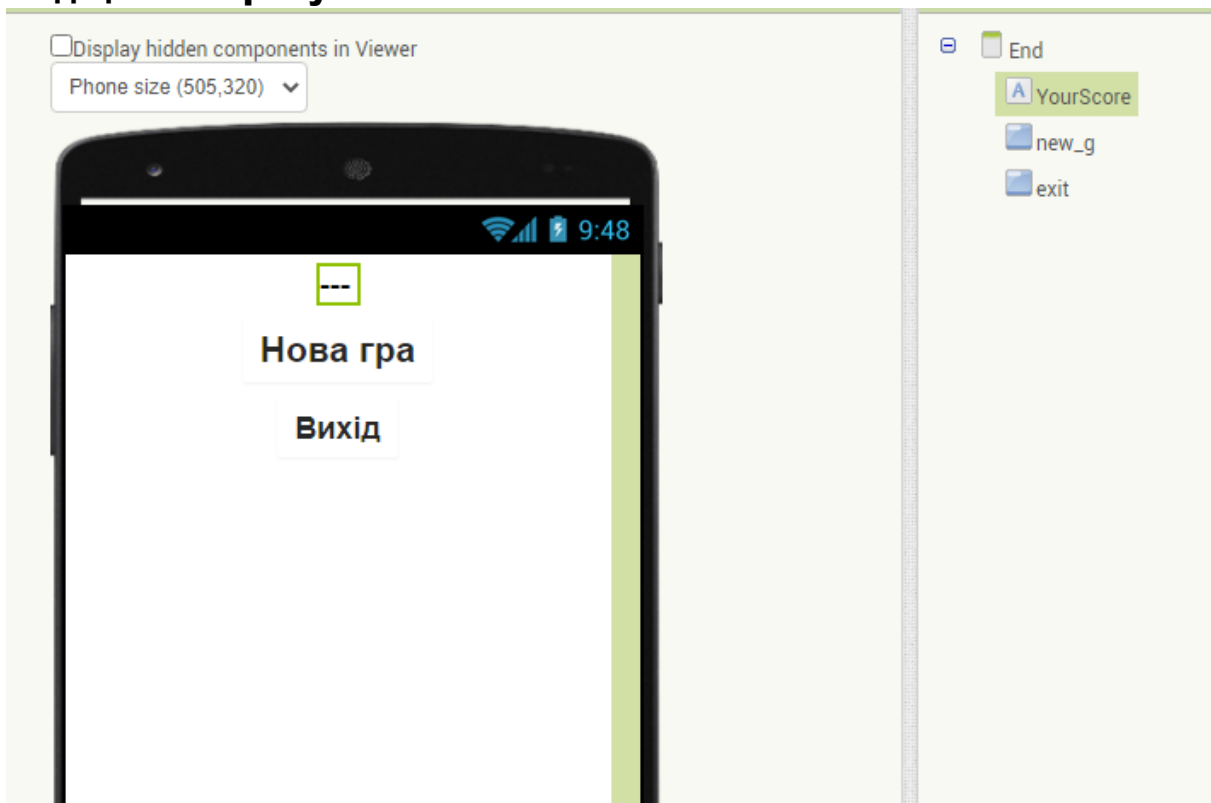 Display hidden components in Viewer
Phone size (505,320)
9:48
---
Нова гра
Вихід
End
A YourScore
new_g
exit